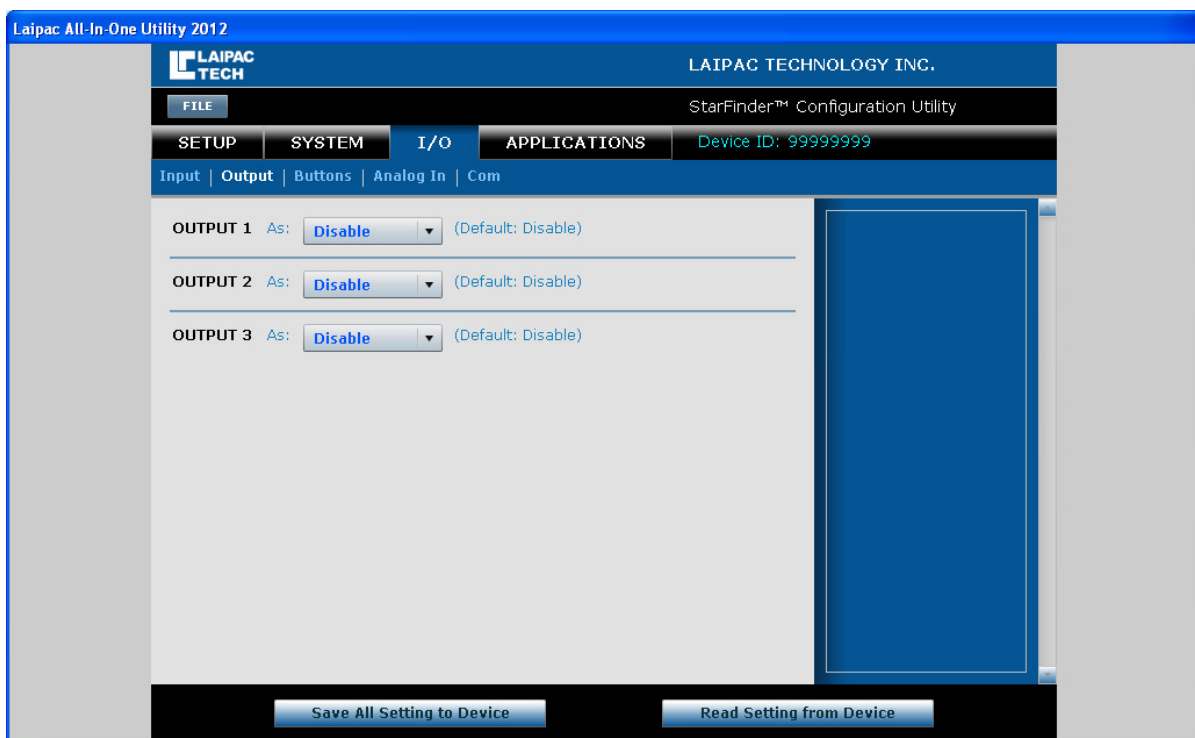 Laipac All-In-One Utility 2012
LAIPAC
TECH
LAIPAC TECHNOLOGY INC.
FILE
StarFinder™ Configuration Utility
SETUP SYSTEM I/O APPLICATIONS Device ID: 99999999
Input | Output | Buttons | Analog In | Com
OUTPUT 1 As: Disable (Default: Disable)
OUTPUT 2 As: Disable (Default: Disable)
OUTPUT 3 As: Disable (Default: Disable)
Save All Setting to Device Read Setting from Device